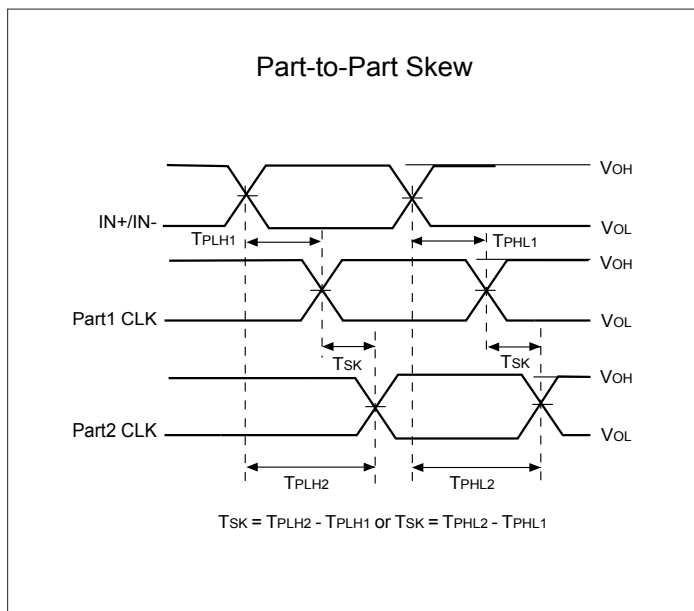 Part-to-Part Skew
VOH
IN+/IN-
VOL
TPLH1
TPHL1
VOH
Part1 CLK
VOL
TSK
TSK
VOH
Part2 CLK
VOL
TPLH2
TPHL2
TSK = TPLH2 - TPLH1 or TSK = TPHL2 - TPHL1